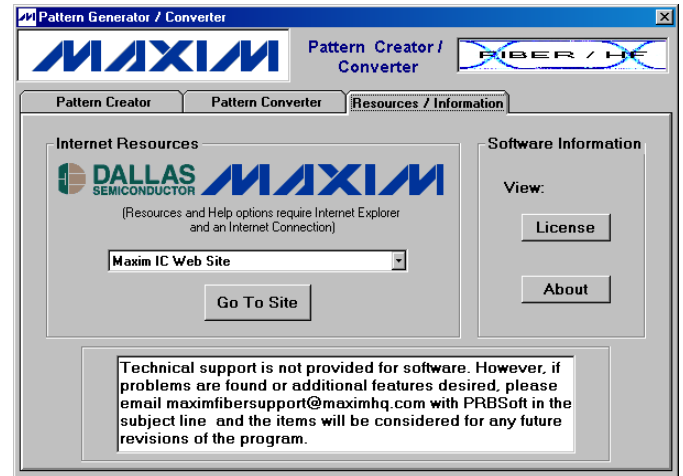 Pattern Generator / Converter
MAXIM
Pattern Creator /
Converter
FIBER / HF
Pattern Creator
Pattern Converter
Resources / Information
Internet Resources
DALLAS
SEMICONDUCTOR
MAXIM
(Resources and Help options require Internet Explorer
and an Internet Connection)
Maxim IC Web Site
Go To Site
Software Information
View:
License
About
Technical support is not provided for software. However, if
problems are found or additional features desired, please
email maximfibersupport@maximhq.com with PRBSoft in the
subject line and the items will be considered for any future
revisions of the program.